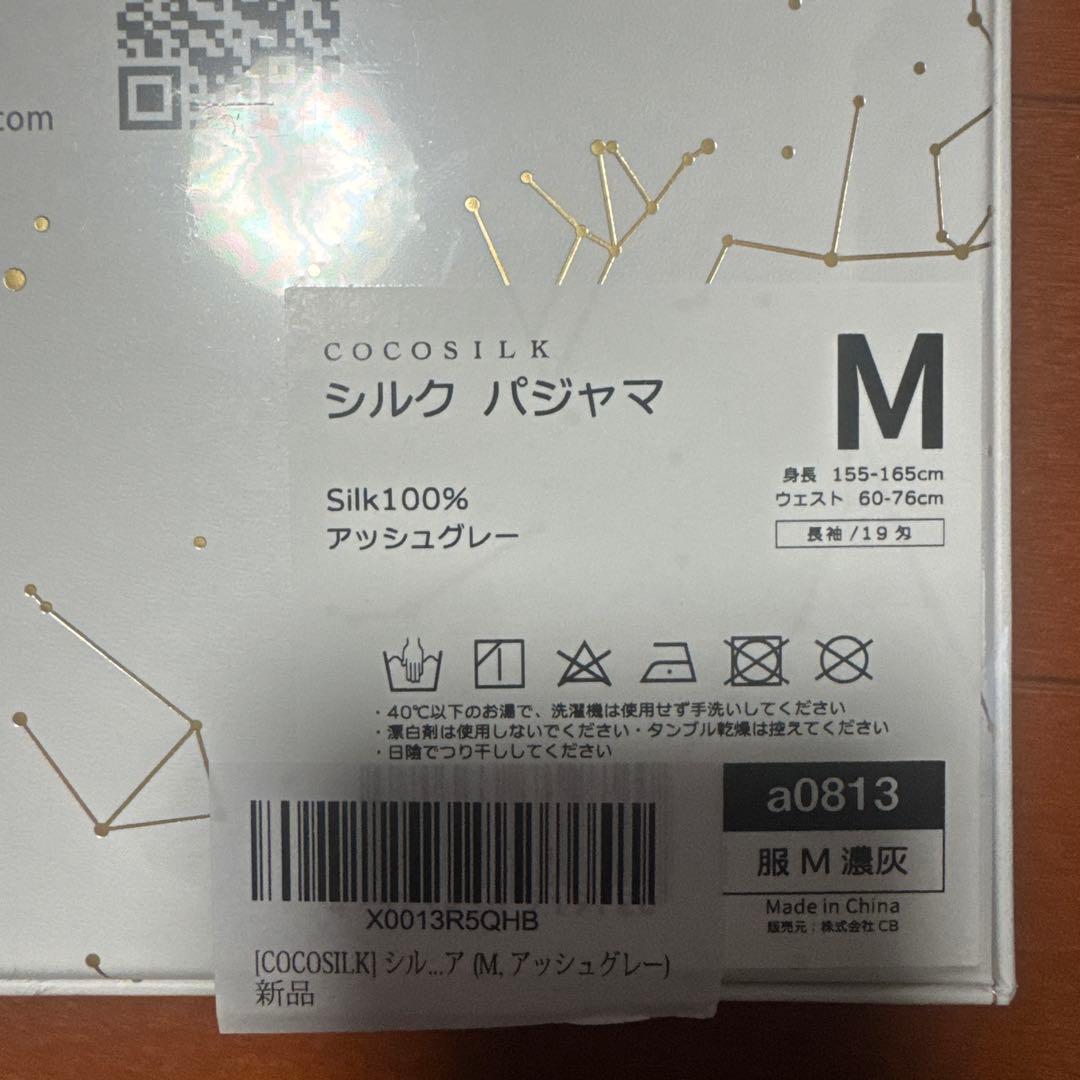 .com
COCOSILK
シルク パジャマ
M
身長 155-165cm
ウェスト 60-76cm
長袖/19匁
Silk100%
アッシュグレー
・40℃以下のお湯で、洗濯機は使用せず手洗いしてください
・漂白剤は使用しないでください・タンブル乾燥は控えてください
・日陰でつり干ししてください
a0813
服 M 濃灰
Made in China
販売元：株式会社CB
X0013R5QHB
[COCOSILK] シル...ア (M, アッシュグレー)
新品